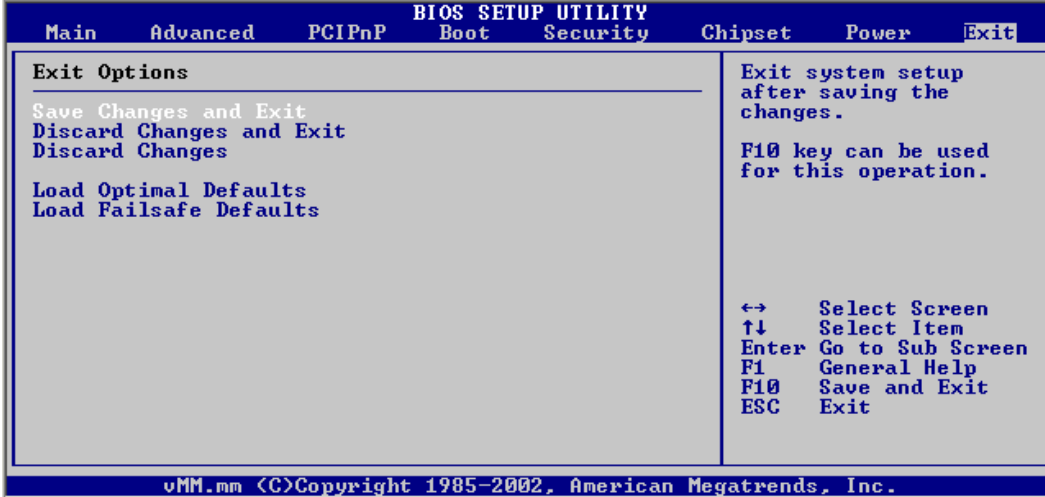 BIOS SETUP UTILITY
Main Advanced PCIPnP Boot Security Chipset Power Exit
Exit Options
Save Changes and Exit
Discard Changes and Exit
Discard Changes
Load Optimal Defaults
Load Failsafe Defaults
Exit system setup
after saving the
changes.
F10 key can be used
for this operation.
↔ Select Screen
↑↓ Select Item
Enter Go to Sub Screen
F1 General Help
F10 Save and Exit
ESC Exit
vMM.mm (C)Copyright 1985-2002, American Megatrends, Inc.